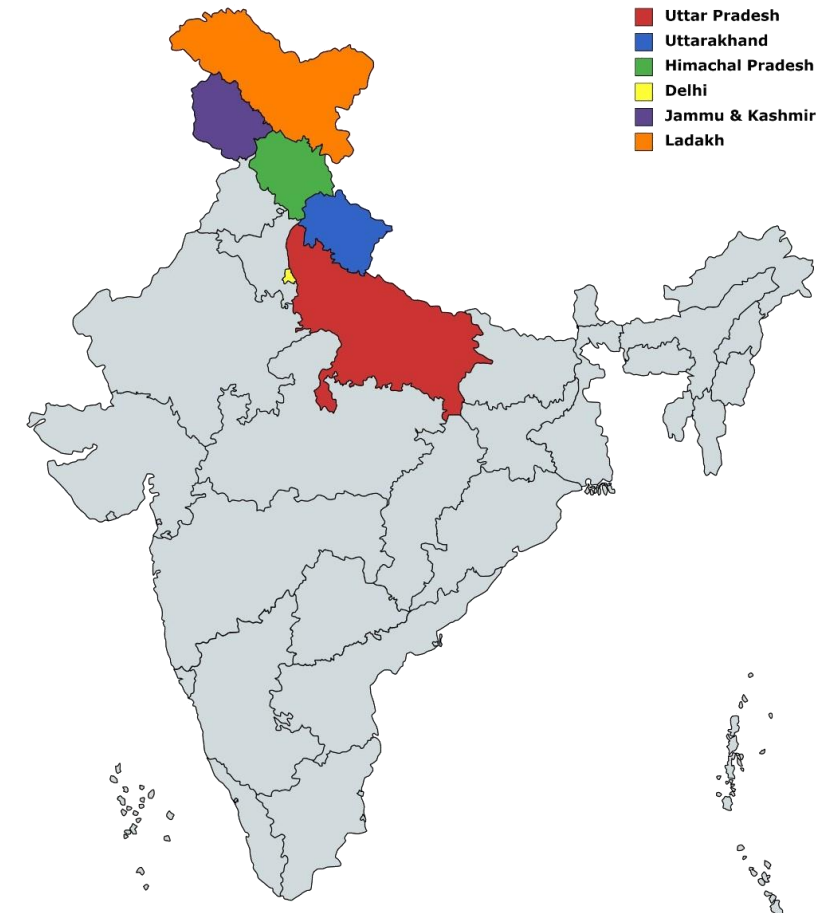 Uttar Pradesh
Uttarakhand
Himachal Pradesh
Delhi
Jammu & Kashmir
Ladakh